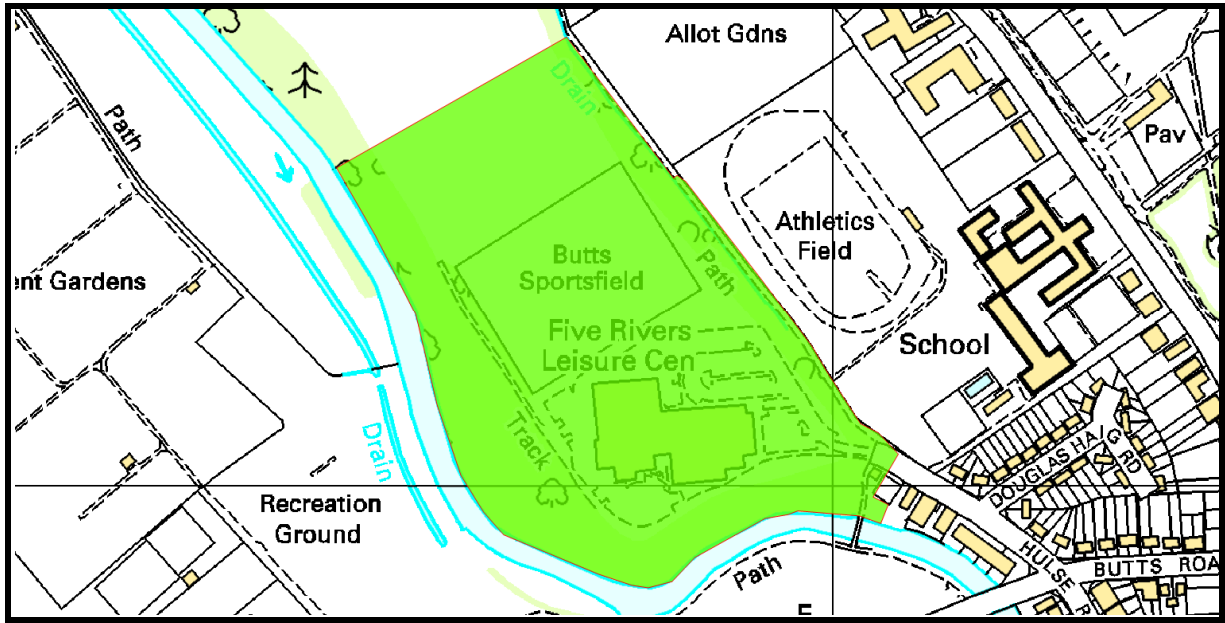 Allot Gdns
Drain
Path
Pav
Athletics
Field
Butts
Sportsfield
Path
ent Gardens
Five Rivers
Leisure Cen
School
Track
Drain
DOUGLAS HAIG RD
Recreation
Ground
HULSE R
Path
BUTTS ROA